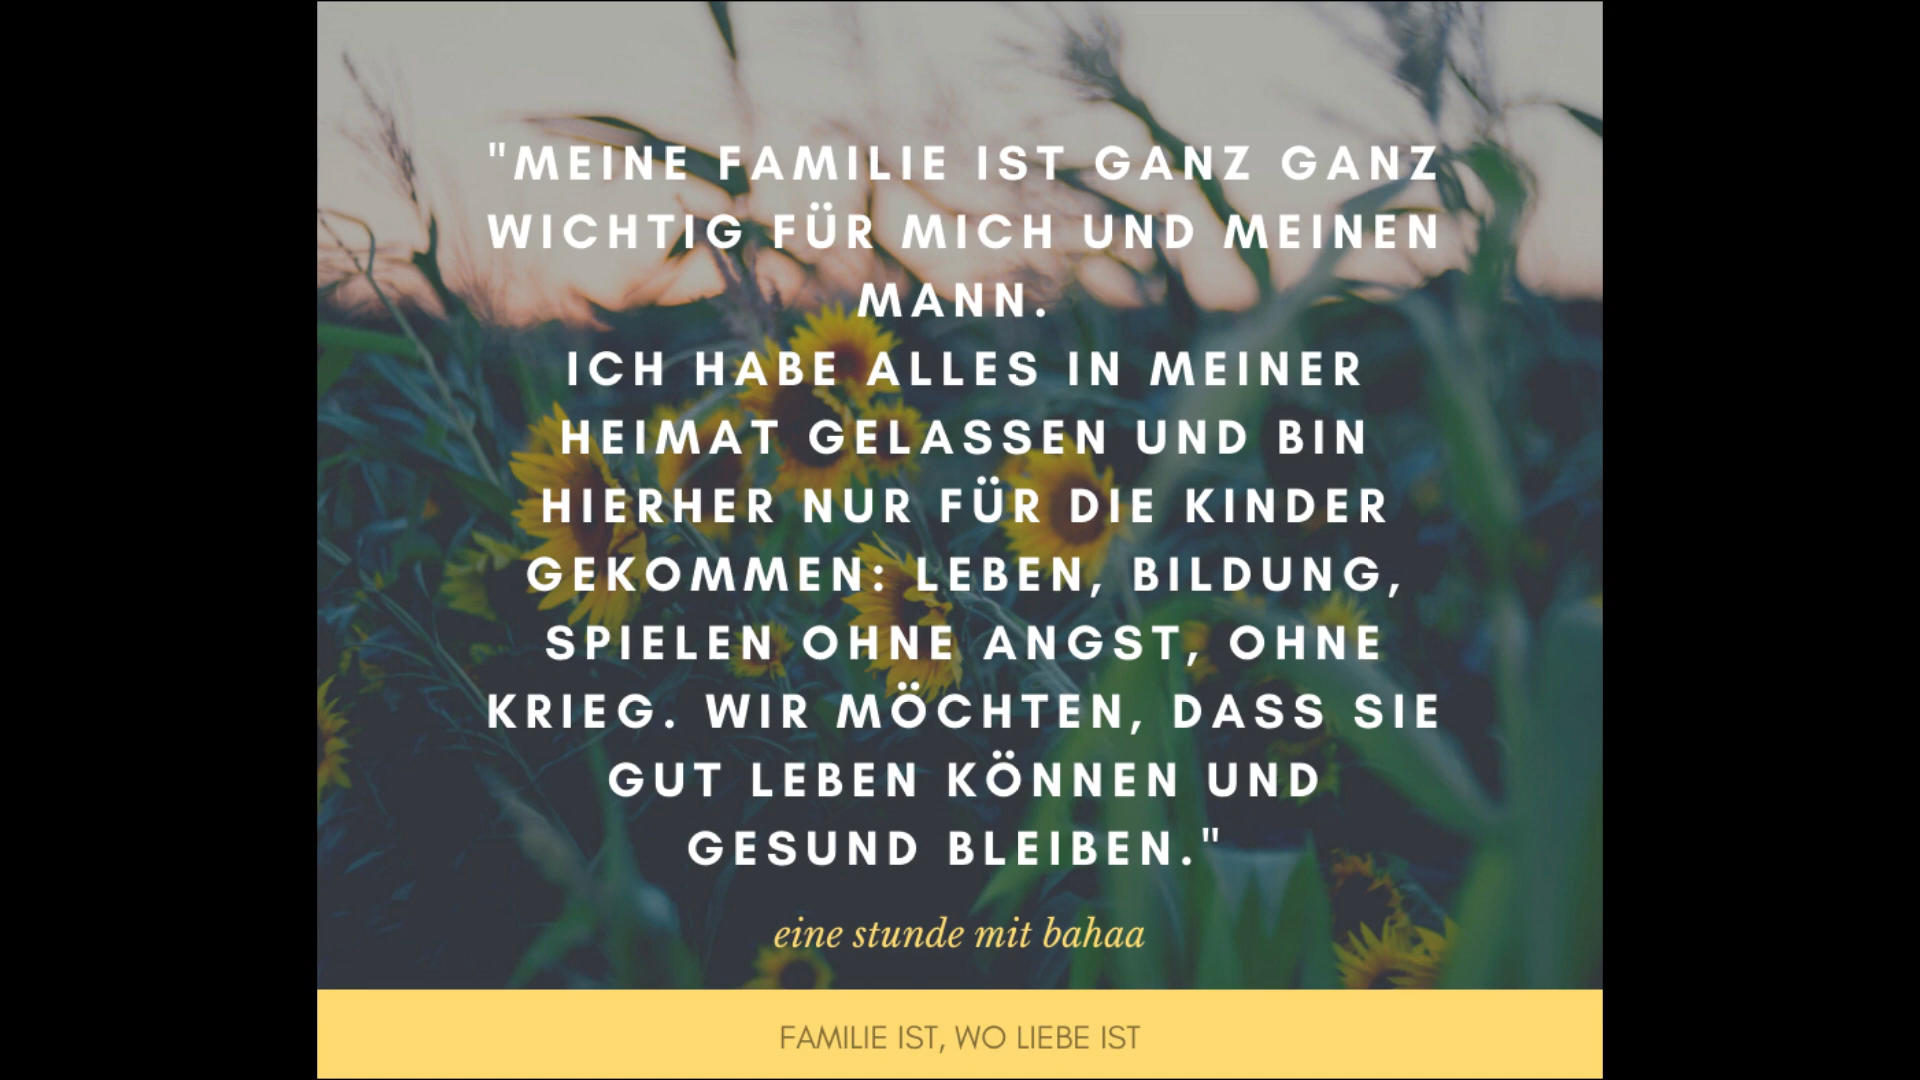 "MEINE FAMILIE IST GANZ GANZ
WICHTIG FÜR MICH UND MEINEN
MANN.
ICH HABE ALLES IN MEINER
HEIMAT GELASSEN UND BIN
HIERHER NUR FÜR DIE KINDER
GEKOMMEN: LEBEN, BILDUNG,
SPIELEN OHNE ANGST, OHNE
KRIEG. WIR MÖCHTEN, DASS SIE
GUT LEBEN KÖNNEN UND
GESUND BLEIBEN."
eine stunde mit bahaa
FAMILIE IST, WO LIEBE IST